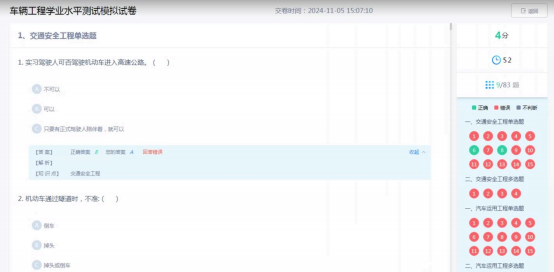 车辆工程学业水平测试模拟试卷
交卷时间：2024-11-05 15:07:10
返回
1、交通安全工程单选题
4分
52
9/83 题
正确 错误 不判断
1. 实习驾驶人可否驾驶机动车进入高速公路。（ ）
A 不可以
B 可以
C 只要有正式驾驶人陪伴着，就可以
【答案】 正确答案 您的答案 A 回答错误 收起
【解析】
【知识点】 交通安全工程
2. 机动车通过隧道时，不准:（ ）
A 倒车
B 掉头
C 掉头或倒车
一、交通安全工程单选题
1 2 3 4 5
6 7 8 9 10
11 12 13 14 15
二、交通安全工程多选题
1 2 3 4
一、汽车运用工程单选题
1 2 3 4 5
6 7 8 9 10
11 12 13 14 15
二、汽车运用工程多选题